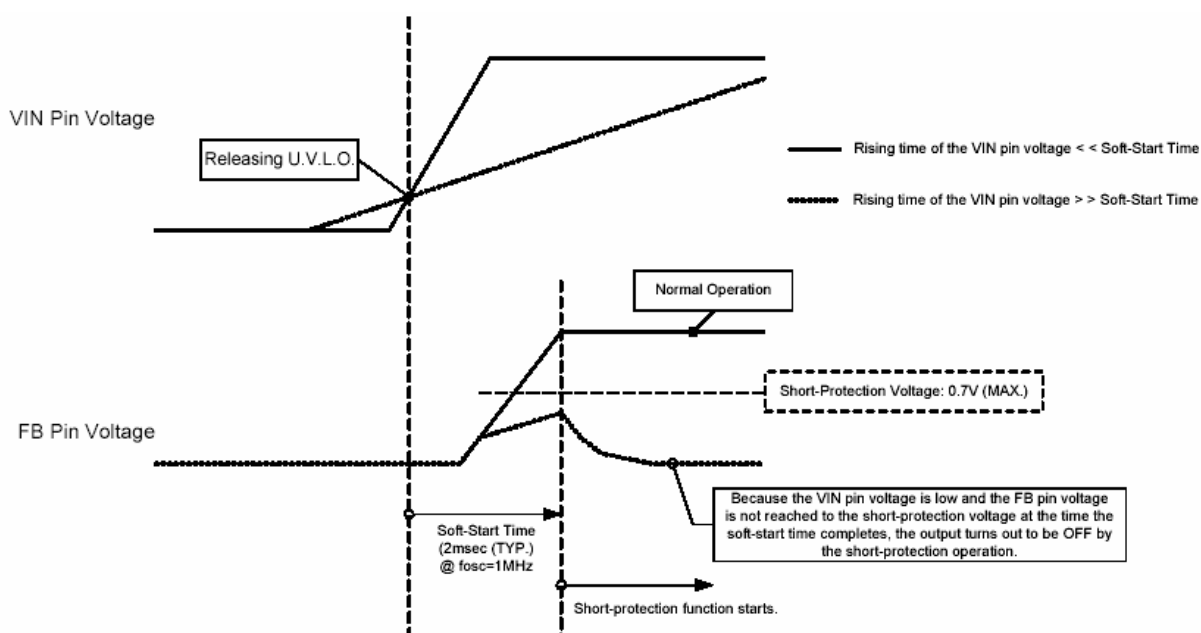 VIN Pin Voltage
Releasing U.V.L.O.
Rising time of the VIN pin voltage < < Soft-Start Time
Rising time of the VIN pin voltage > > Soft-Start Time
Normal Operation
Short-Protection Voltage: 0.7V (MAX.)
FB Pin Voltage
Because the VIN pin voltage is low and the FB pin voltage
is not reached to the short-protection voltage at the time the
soft-start time completes, the output turns out to be OFF by
the short-protection operation.
Soft-Start Time
(2msec (TYP.)
@ fosc=1MHz
Short-protection function starts.